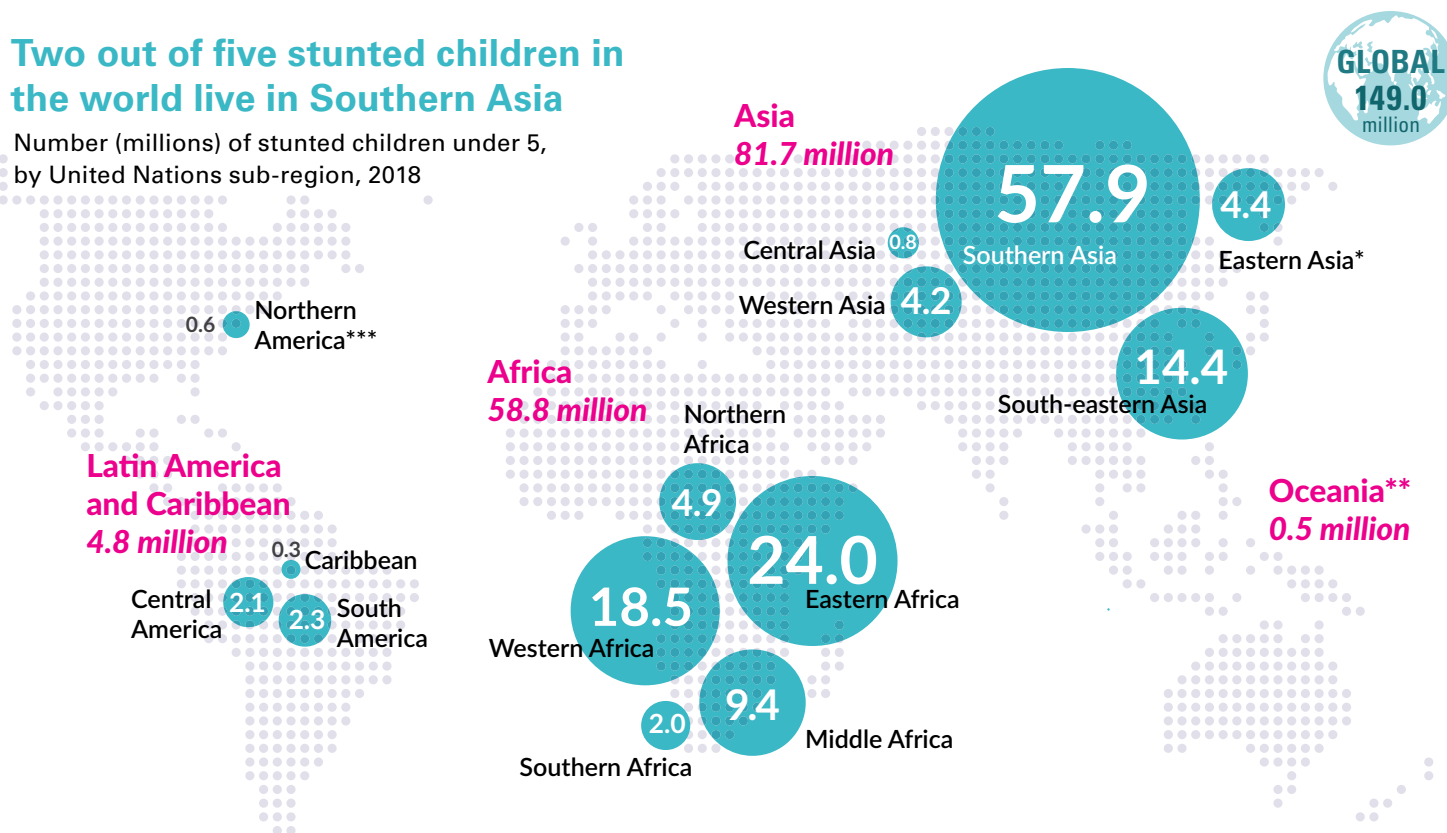 Two out of five stunted children in
the world live in Southern Asia
Number (millions) of stunted children under 5,
by United Nations sub-region, 2018
GLOBAL
149.0
million
Asia
81.7 million
57.9
Southern Asia
4.4
Eastern Asia*
Central Asia
0.8
Western Asia
4.2
14.4
South-eastern Asia
0.6
Northern
America***
Africa
58.8 million
Northern
Africa
4.9
24.0
Eastern Africa
18.5
Western Africa
9.4
Middle Africa
2.0
Southern Africa
Latin America
and Caribbean
4.8 million
0.3
Caribbean
Central
America
2.1
2.3
South
America
Oceania**
0.5 million